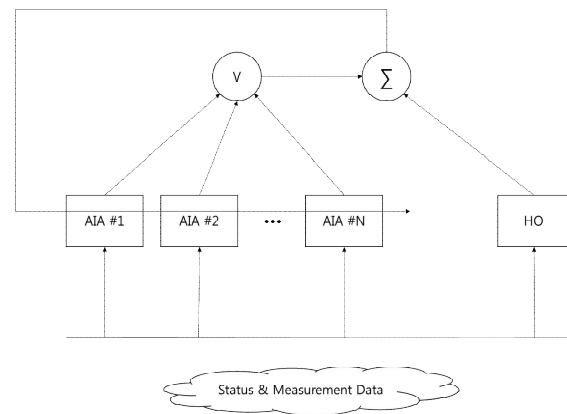 V
∑
AIA #1
AIA #2
...
AIA #N
HO
Status & Measurement Data